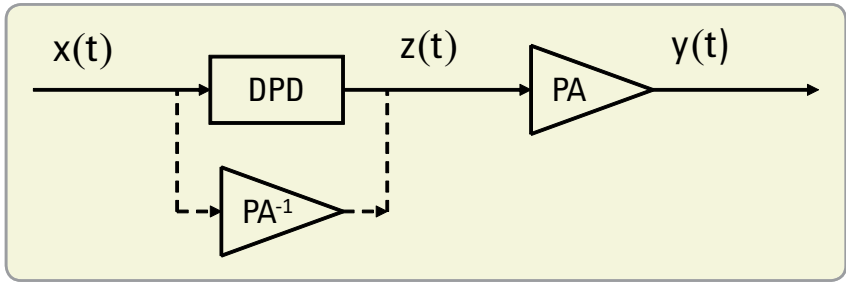 x(t)
z(t)
y(t)
DPD
PA
PA⁻¹